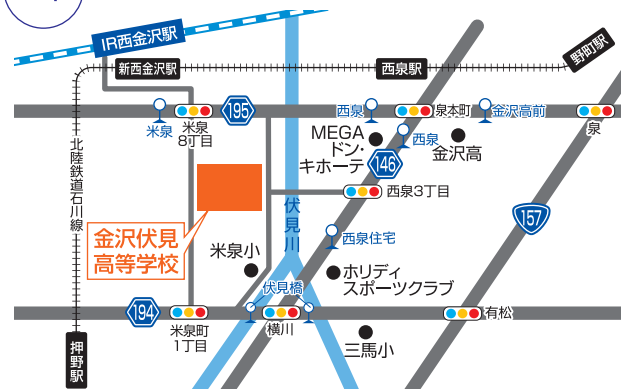 IR西金沢駅
野町駅
新西金沢駅
西泉駅
195
西泉
泉本町
金沢高前
米泉
米泉
8丁目
MEGA
ドン・
キホーテ
西泉
金沢高
泉
146
北陸鉄道石川線
西泉3丁目
157
伏見川
金沢伏見
高等学校
米泉小
西泉住宅
ホリディ
スポーツクラブ
伏見橋
194
米泉町
1丁目
横川
有松
三馬小
押野駅